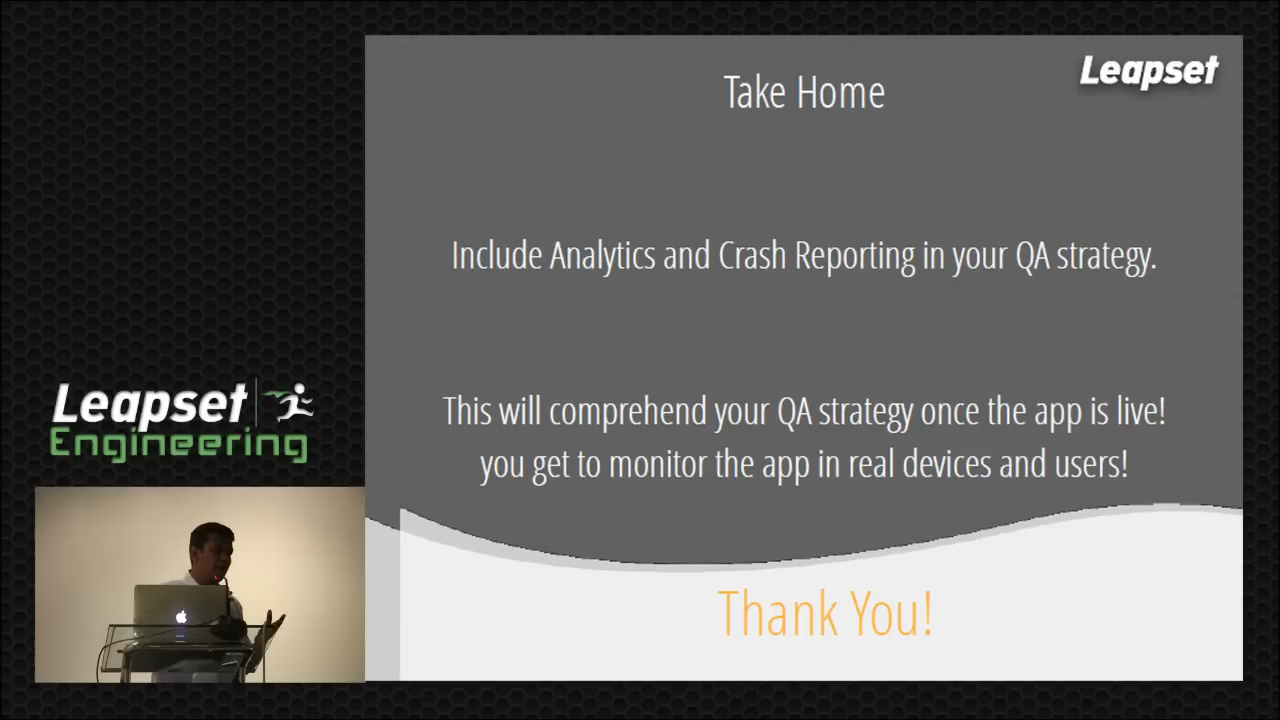 Leapset
Take Home
Include Analytics and Crash Reporting in your QA strategy.
This will comprehend your QA strategy once the app is live!
you get to monitor the app in real devices and users!
Thank You!
Leapset
Engineering